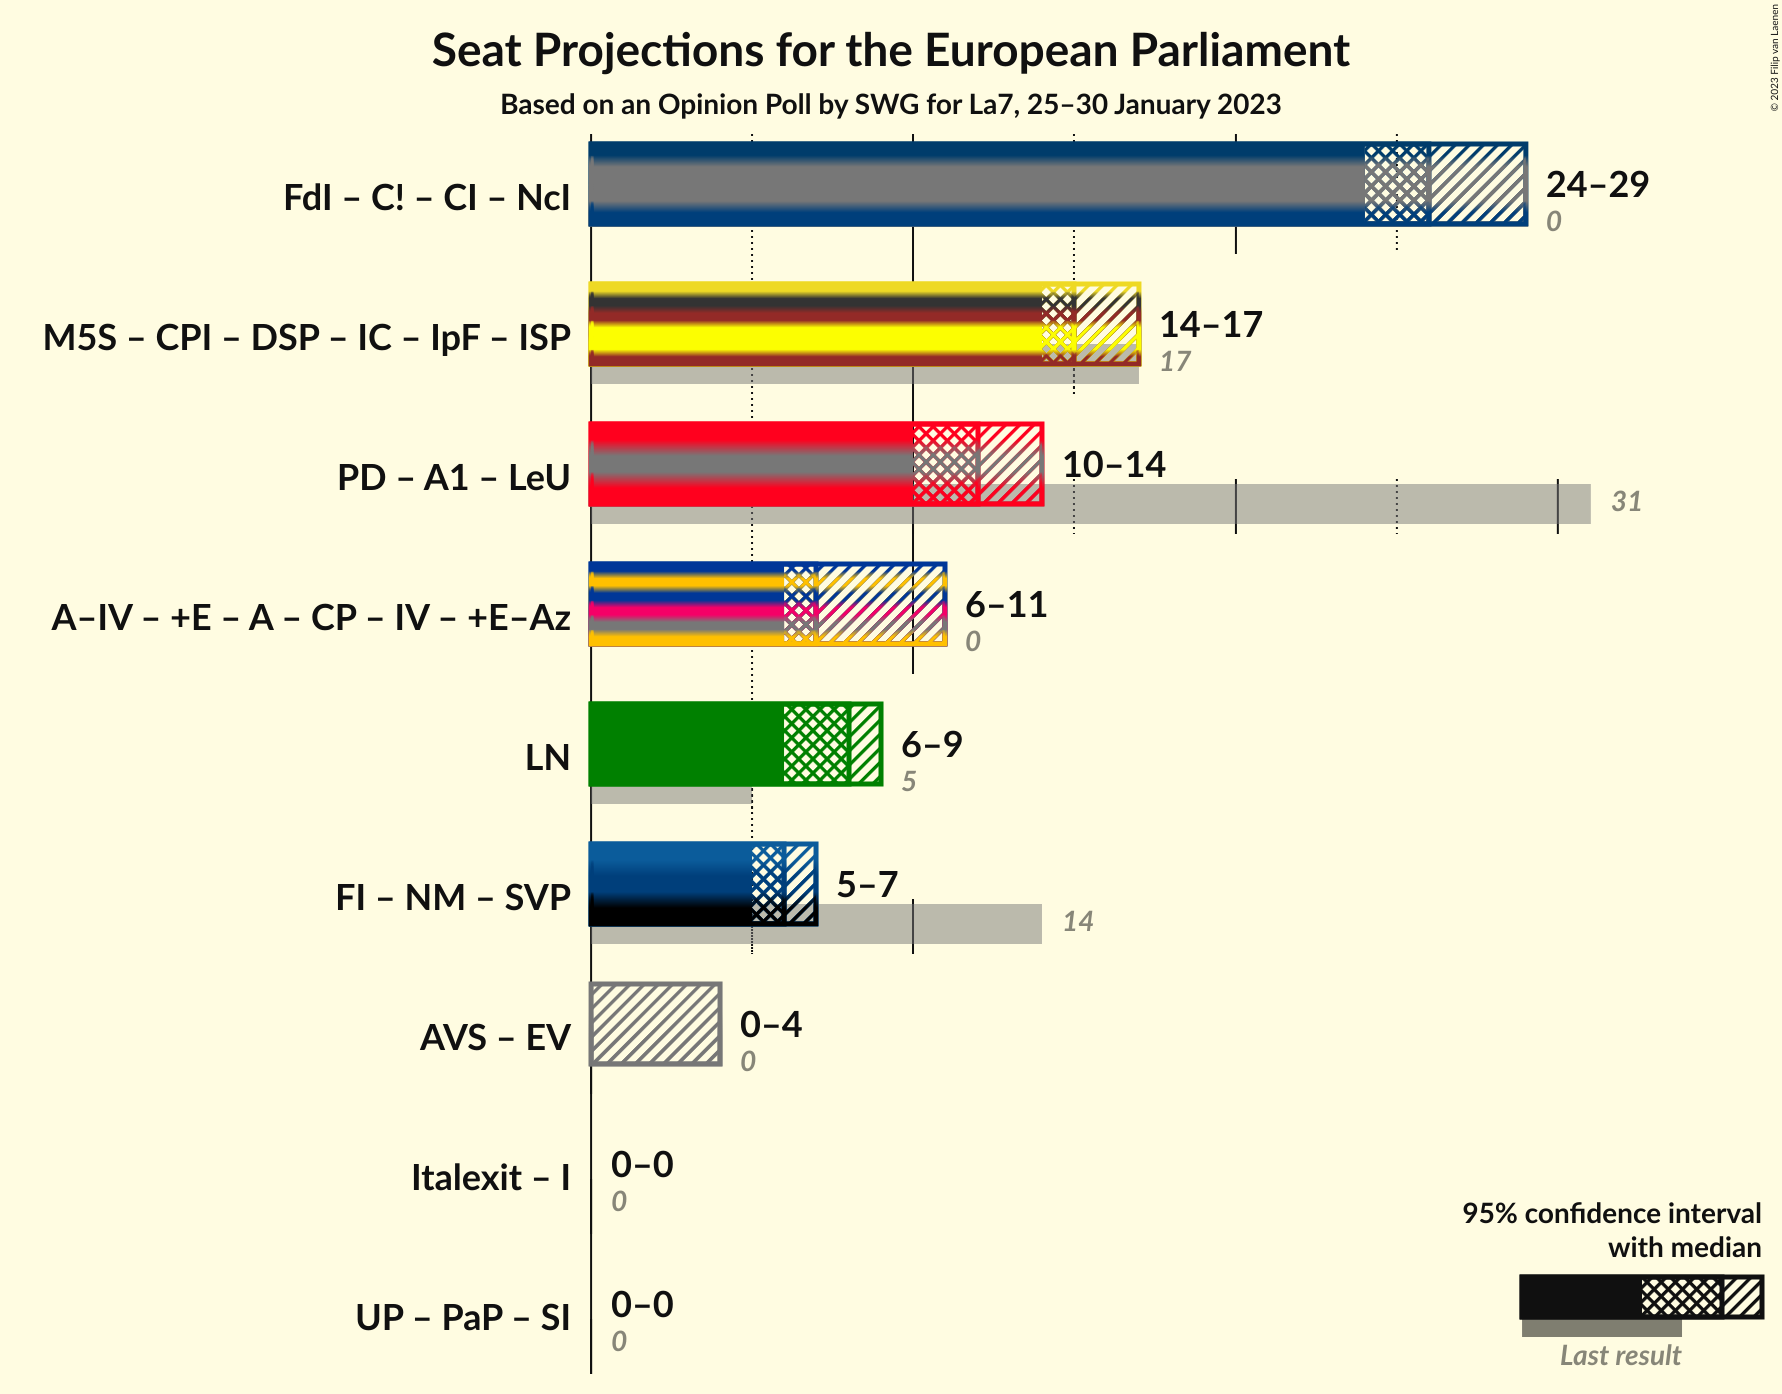 Seat Projections for the European Parliament
Based on an Opinion Poll by SWG for La7, 25–30 January 2023
© 2023 Filip van Laenen
FdI – C! – CI – NcI
24–29
0
M5S – CPI – DSP – IC – IpF – ISP
14–17
17
PD – A1 – LeU
10–14
31
A–IV – +E – A – CP – IV – +E–Az
6–11
0
LN
6–9
5
FI – NM – SVP
5–7
14
AVS – EV
0–4
0
Italexit – I
0–0
0
UP – PaP – SI
0–0
0
95% confidence interval
with median
Last result